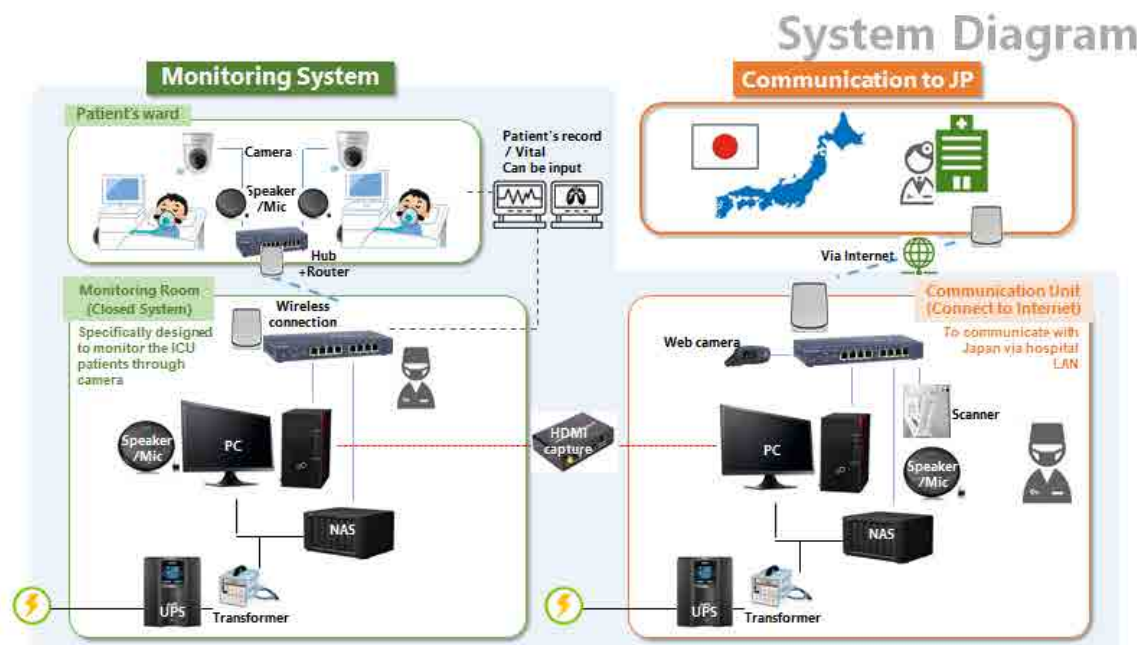 System Diagram
Monitoring System
Communication to JP
Patient's ward
Camera
Speaker
/Mic
Hub
+Router
Patient's record
/ Vital
Can be input
Via Internet
Monitoring Room
(Closed System)
Specifically designed
to monitor the ICU
patients through
camera
Wireless
connection
Speaker
/Mic
PC
NAS
UPS
Transformer
HDMI
capture
Communication Unit
(Connect to Internet)
To communicate with
Japan via hospital
LAN
Web camera
Scanner
PC
Speaker
/Mic
NAS
UPS
Transformer